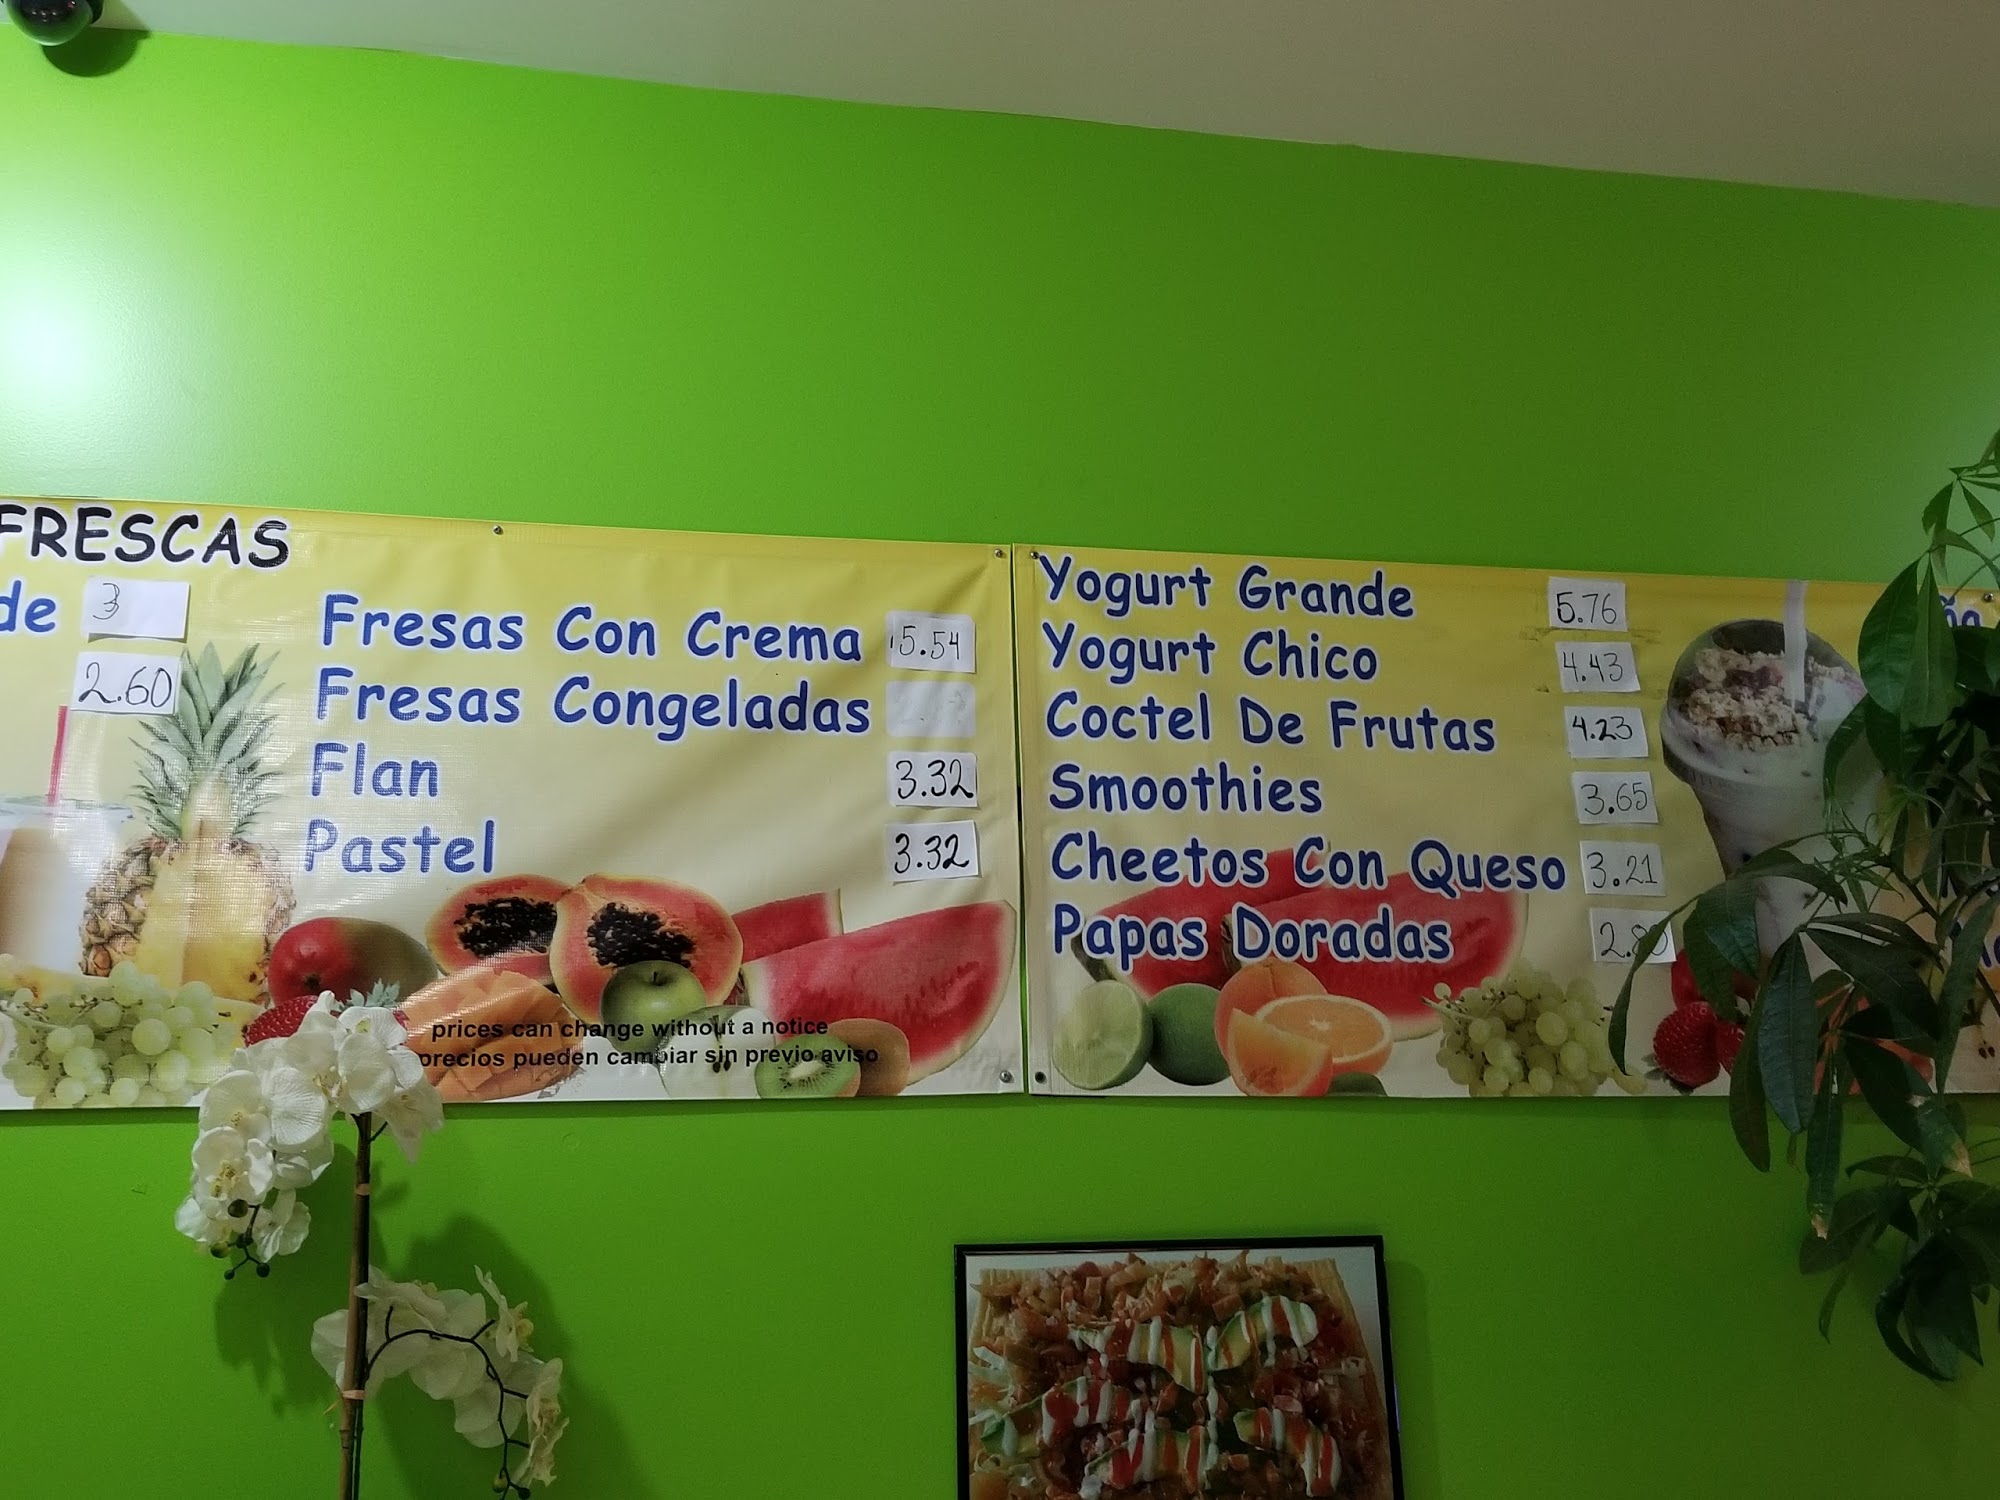 FRESCAS
de 3
2.60
Fresas Con Crema 5.54
Fresas Congeladas
Flan 3.32
Pastel 3.32
prices can change without a notice
precios pueden cambiar sin previo aviso
Yogurt Grande 5.76
Yogurt Chico 4.43
Coctel De Frutas 4.23
Smoothies 3.65
Cheetos Con Queso 3.21
Papas Doradas 2.80